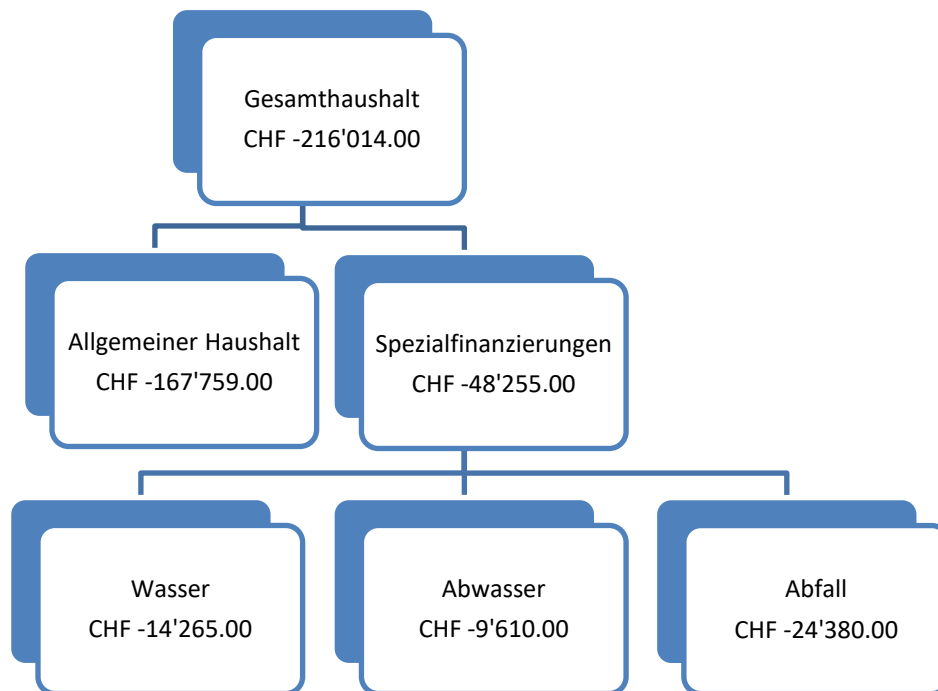 Gesamthaushalt
CHF -216'014.00
Allgemeiner Haushalt
CHF -167'759.00
Spezialfinanzierungen
CHF -48'255.00
Wasser
CHF -14'265.00
Abwasser
CHF -9'610.00
Abfall
CHF -24'380.00